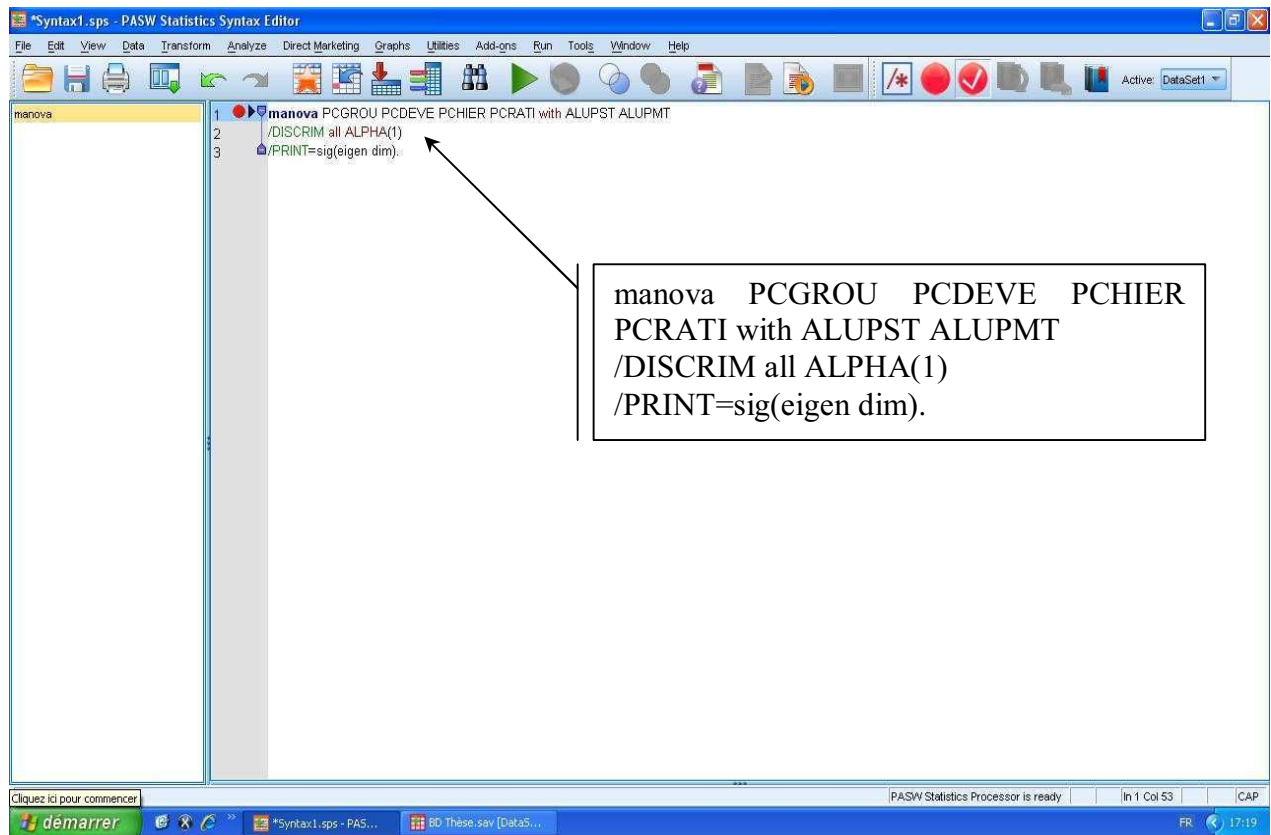 *Syntax1.sps - PASW Statistics Syntax Editor
File Edit View Data Transform Analyze Direct Marketing Graphs Utilities Add-ons Run Tools Window Help
Active: DataSet1
manova
1 manova PCGROU PCDEVE PCHIER PCRATI with ALUPST ALUPMT
2 /DISCRIM all ALPHA(1)
3 /PRINT=sig(eigen dim).
manova PCGROU PCDEVE PCHIER
PCRATI with ALUPST ALUPMT
/DISCRIM all ALPHA(1)
/PRINT=sig(eigen dim).
Cliquez ici pour commencer
PASW Statistics Processor is ready In 1 Col 53 CAP
démarrer *Syntax1.sps - PAS... BD Thèse.sav [DataS... FR 17:19